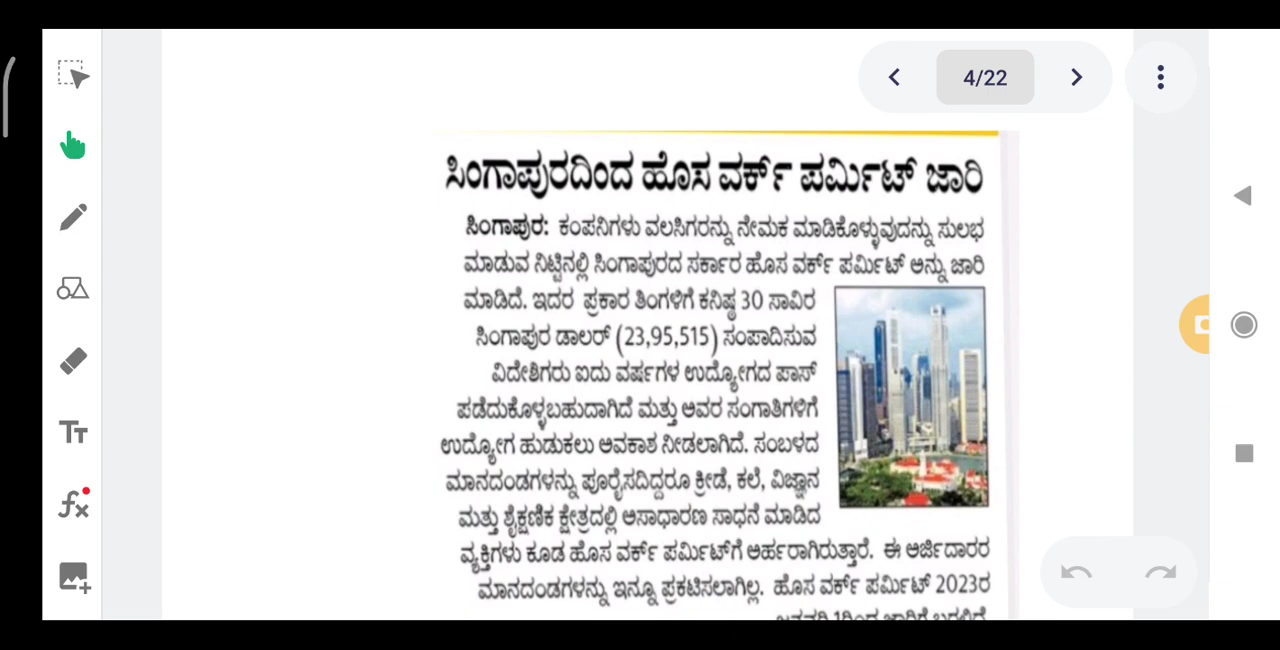 4/22
ಸಿಂಗಾಪುರದಿಂದ ಹೊಸ ವರ್ಕ್ ಪರ್ಮಿಟ್ ಜಾರಿ
ಸಿಂಗಾಪುರ: ಕಂಪನಿಗಳು ವಲಸಿಗರನ್ನು ನೇಮಕ ಮಾಡಿಕೊಳ್ಳುವುದನ್ನು ಸುಲಭ
ಮಾಡುವ ನಿಟ್ಟಿನಲ್ಲಿ ಸಿಂಗಾಪುರದ ಸರ್ಕಾರ ಹೊಸ ವರ್ಕ್ ಪರ್ಮಿಟ್ ಅನ್ನು ಜಾರಿ
ಮಾಡಿದೆ. ಇದರ ಪ್ರಕಾರ ತಿಂಗಳಿಗೆ ಕನಿಷ್ಠ 30 ಸಾವಿರ
ಸಿಂಗಾಪುರ ಡಾಲರ್ (23,95,515) ಸಂಪಾದಿಸುವ
ವಿದೇಶಿಗರು ಐದು ವರ್ಷಗಳ ಉದ್ಯೋಗದ ಪಾಸ್
ಪಡೆದುಕೊಳ್ಳಬಹುದಾಗಿದೆ ಮತ್ತು ಅವರ ಸಂಗಾತಿಗಳಿಗೆ
ಉದ್ಯೋಗ ಹುಡುಕಲು ಅವಕಾಶ ನೀಡಲಾಗಿದೆ. ಸಂಬಳದ
ಮಾನದಂಡಗಳನ್ನು ಪೂರೈಸದಿದ್ದರೂ ಕ್ರೀಡೆ, ಕಲೆ, ವಿಜ್ಞಾನ
ಮತ್ತು ಶೈಕ್ಷಣಿಕ ಕ್ಷೇತ್ರದಲ್ಲಿ ಅಸಾಧಾರಣ ಸಾಧನೆ ಮಾಡಿದ
ವ್ಯಕ್ತಿಗಳು ಕೂಡ ಹೊಸ ವರ್ಕ್ ಪರ್ಮಿಟ್‌ಗೆ ಅರ್ಹರಾಗಿರುತ್ತಾರೆ. ಈ ಅರ್ಜಿದಾರರ
ಮಾನದಂಡಗಳನ್ನು ಇನ್ನೂ ಪ್ರಕಟಿಸಲಾಗಿಲ್ಲ. ಹೊಸ ವರ್ಕ್ ಪರ್ಮಿಟ್ 2023ರ